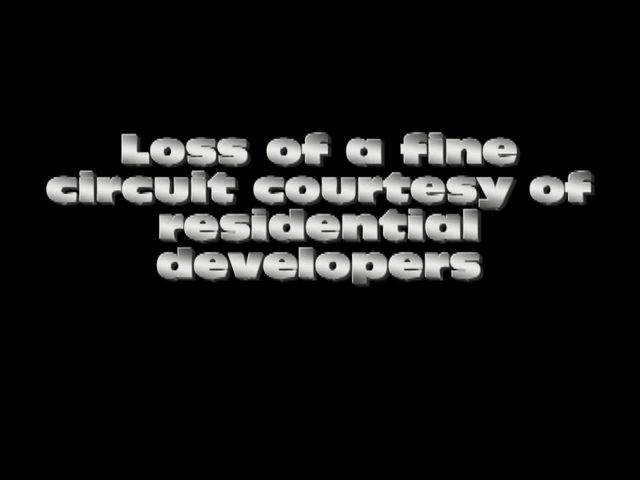 Loss of a fine
circuit courtesy of
residential
developers